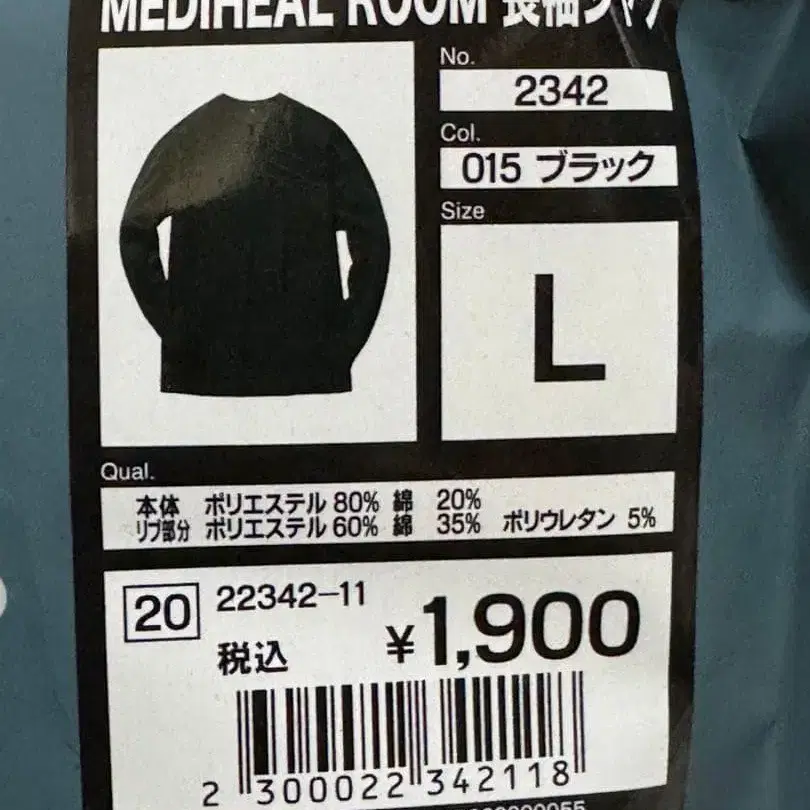 MEDIHEAL ROOM 長袖シャツ
No.
2342
Col.
015 ブラック
Size
L
Qual.
本体 ポリエステル 80% 綿 20%
リブ部分 ポリエステル 60% 綿 35% ポリウレタン 5%
20 22342-11
税込 ¥1,900
2 300022 342118